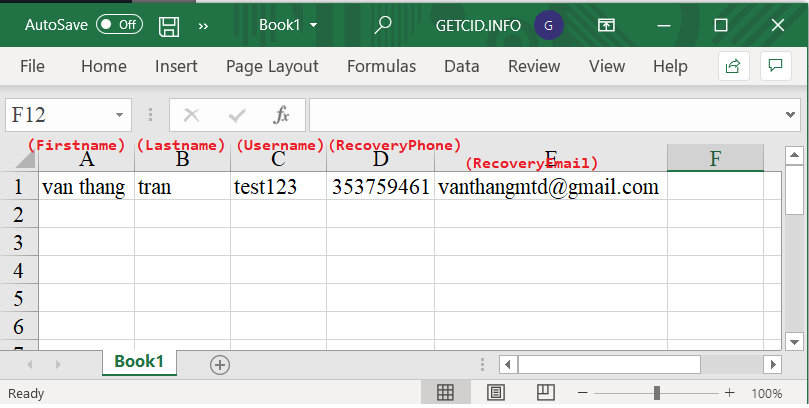 AutoSave Off Book1 GETCID.INFO G
File Home Insert Page Layout Formulas Data Review View Help
F12 fx
(Firstname) (Lastname) (Username) (RecoveryPhone) (RecoveryEmail)
A B C D E F
1 van thang tran test123 353759461 vanthangmtd@gmail.com
2
3
4
5
6
Book1
Ready 100%